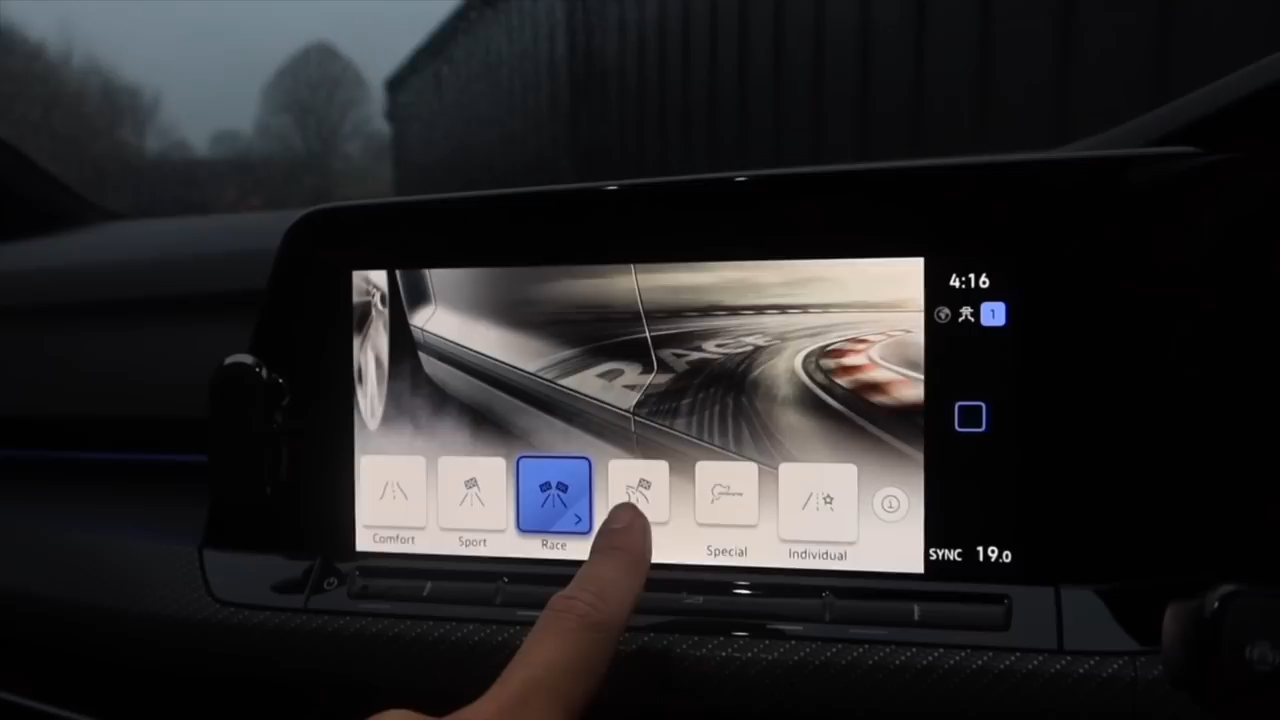 4:16
1
RACE
Comfort
Sport
Race
Special
Individual
SYNC 19.0